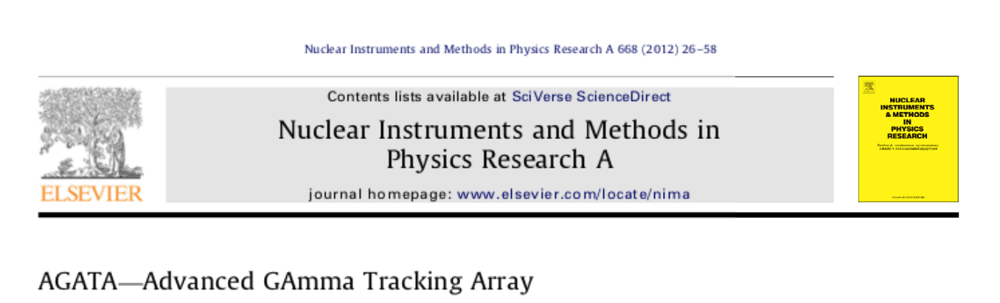 Nuclear Instruments and Methods in Physics Research A 668 (2012) 26–58
Contents lists available at SciVerse ScienceDirect
Nuclear Instruments and Methods in
Physics Research A
journal homepage: www.elsevier.com/locate/nima
ELSEVIER
NUCLEAR
INSTRUMENTS
& METHODS
IN
PHYSICS
RESEARCH
AGATA—Advanced GAmma Tracking Array